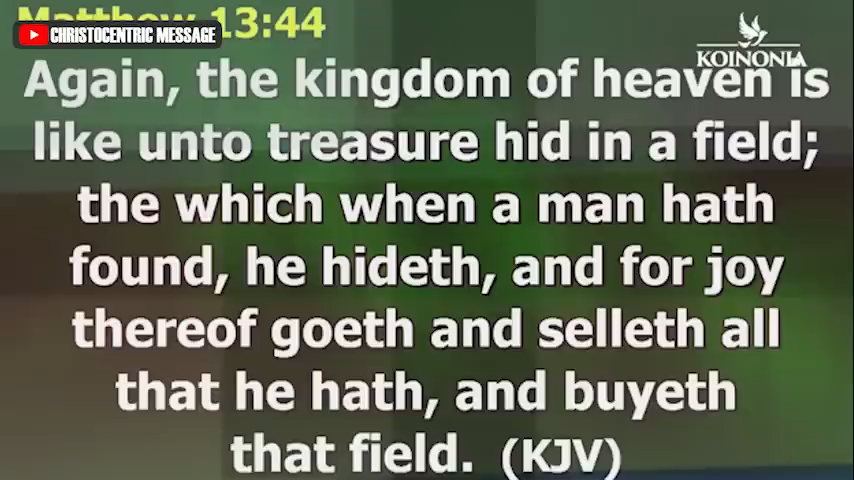 Matthew 13:44
CHRISTOCENTRIC MESSAGE
KOINONIA
Again, the kingdom of heaven is
like unto treasure hid in a field;
the which when a man hath
found, he hideth, and for joy
thereof goeth and selleth all
that he hath, and buyeth
that field. (KJV)